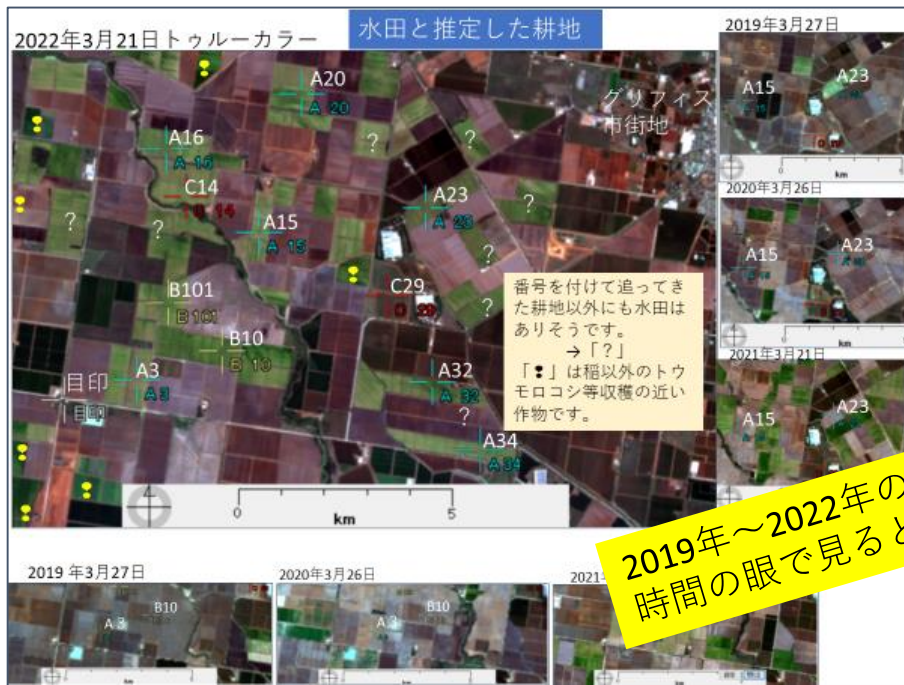 水田と推定した耕地
2022年3月21日トゥルーカラー
2019年3月27日
A20
A 20
グリフィス
市街地
A15
A23
A16
A 16
?
?
C14
A23
A 23
?
?
?
A15
A 15
?
2020年3月26日
A15
A23
B101
B 101
C29
?
番号を付けて追ってき
た耕地以外にも水田は
ありそうです。
→「?」
「❢」は稲以外のトウ
モロコシ等収穫の近い
作物です。
B10
B 10
A3
A 3
A32
A 32
目印
目印
?
2021年3月21日
A15
A23
A34
A 34
0
5
km
2019年～2022年の
時間の眼で見ると
2019 年3月27日
2020年3月26日
2021
A 3
B10
A 3
B10